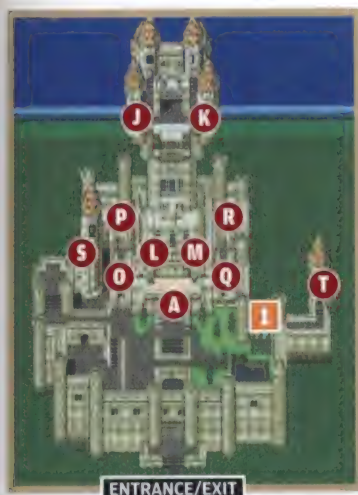 J K
P R
S L M
O Q T
A 1
ENTRANCE/EXIT